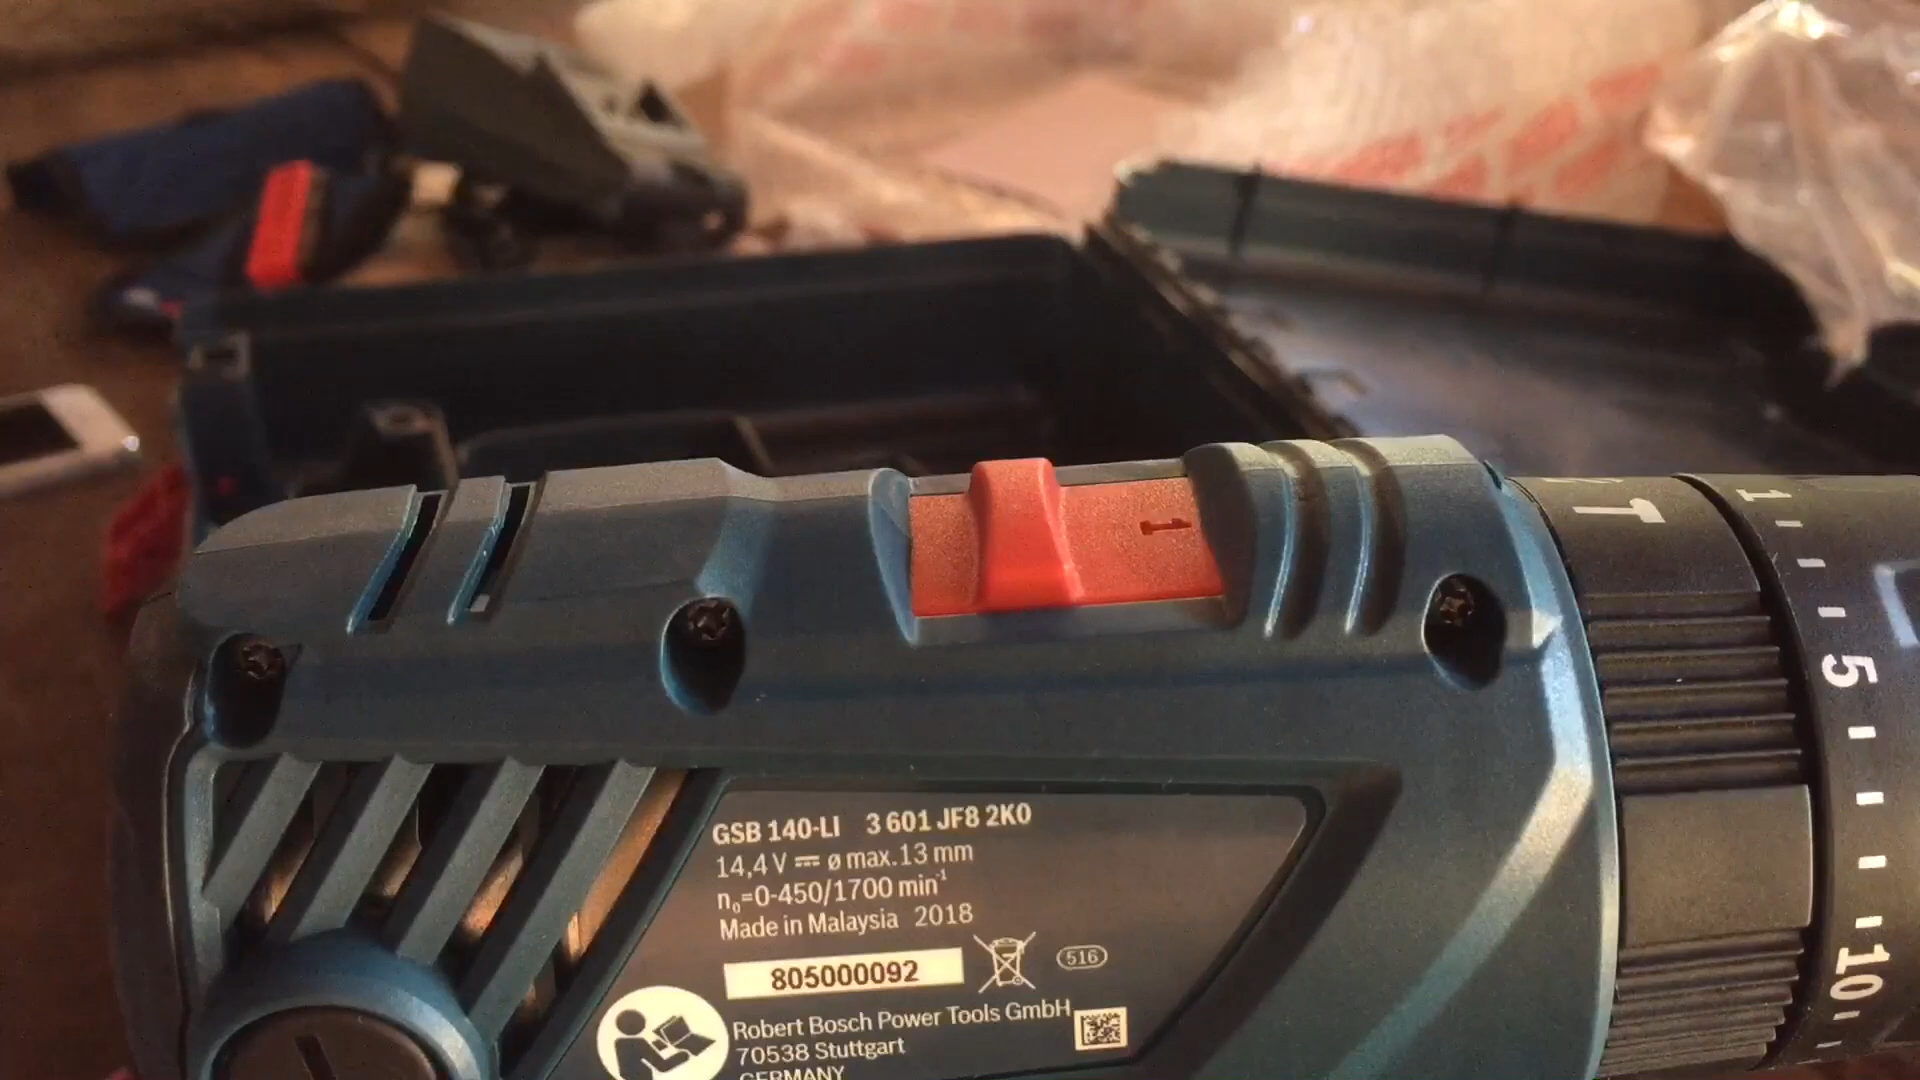 1
T
1
5
10
GSB 140-LI 3 601 JF8 2K0
14,4 V ⎓ ø max.13 mm
n₀=0-450/1700 min⁻¹
Made in Malaysia 2018
805000092
516
Robert Bosch Power Tools GmbH
70538 Stuttgart
GERMANY